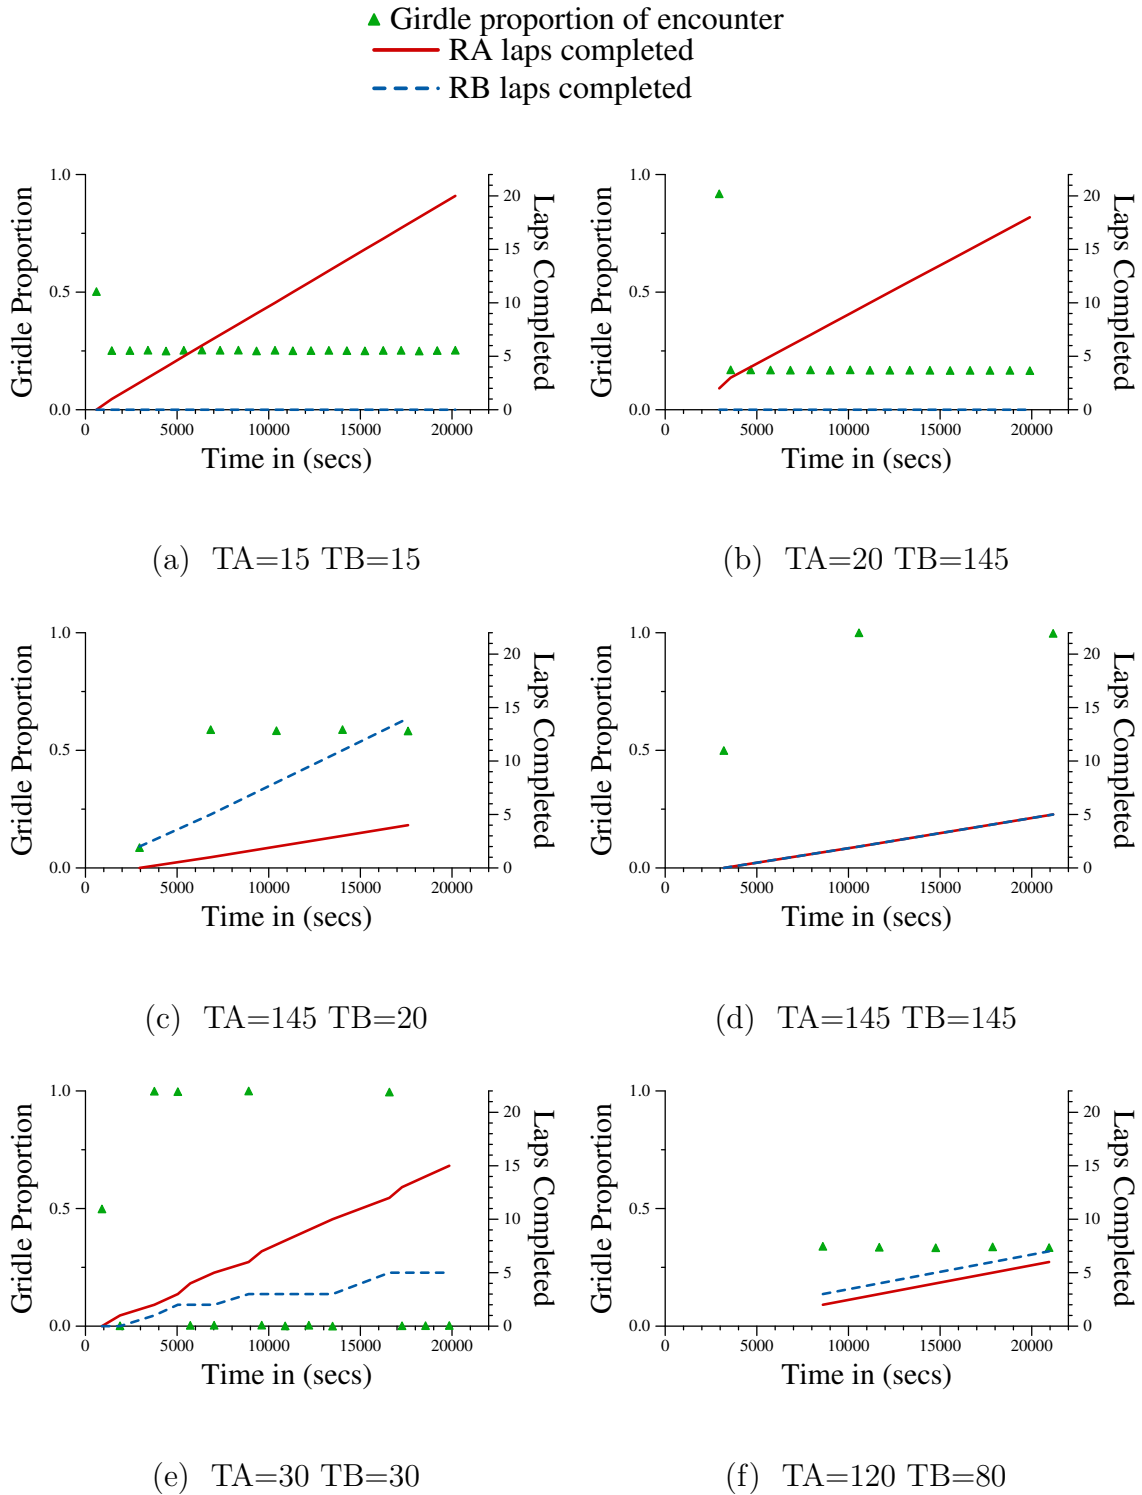 Girdle proportion of encounter
RA laps completed
RB laps completed
1.0
0.5
0.0
Gridle Proportion
20
15
10
5
0
Laps Completed
0 5000 10000 15000 20000
Time in (secs)
(a) TA=15 TB=15
1.0
0.5
0.0
Gridle Proportion
20
15
10
5
0
Laps Completed
0 5000 10000 15000 20000
Time in (secs)
(b) TA=20 TB=145
1.0
0.5
0.0
Gridle Proportion
20
15
10
5
0
Laps Completed
0 5000 10000 15000 20000
Time in (secs)
(c) TA=145 TB=20
1.0
0.5
0.0
Gridle Proportion
20
15
10
5
0
Laps Completed
0 5000 10000 15000 20000
Time in (secs)
(d) TA=145 TB=145
1.0
0.5
0.0
Gridle Proportion
20
15
10
5
0
Laps Completed
0 5000 10000 15000 20000
Time in (secs)
(e) TA=30 TB=30
1.0
0.5
0.0
Gridle Proportion
20
15
10
5
0
Laps Completed
0 5000 10000 15000 20000
Time in (secs)
(f) TA=120 TB=80